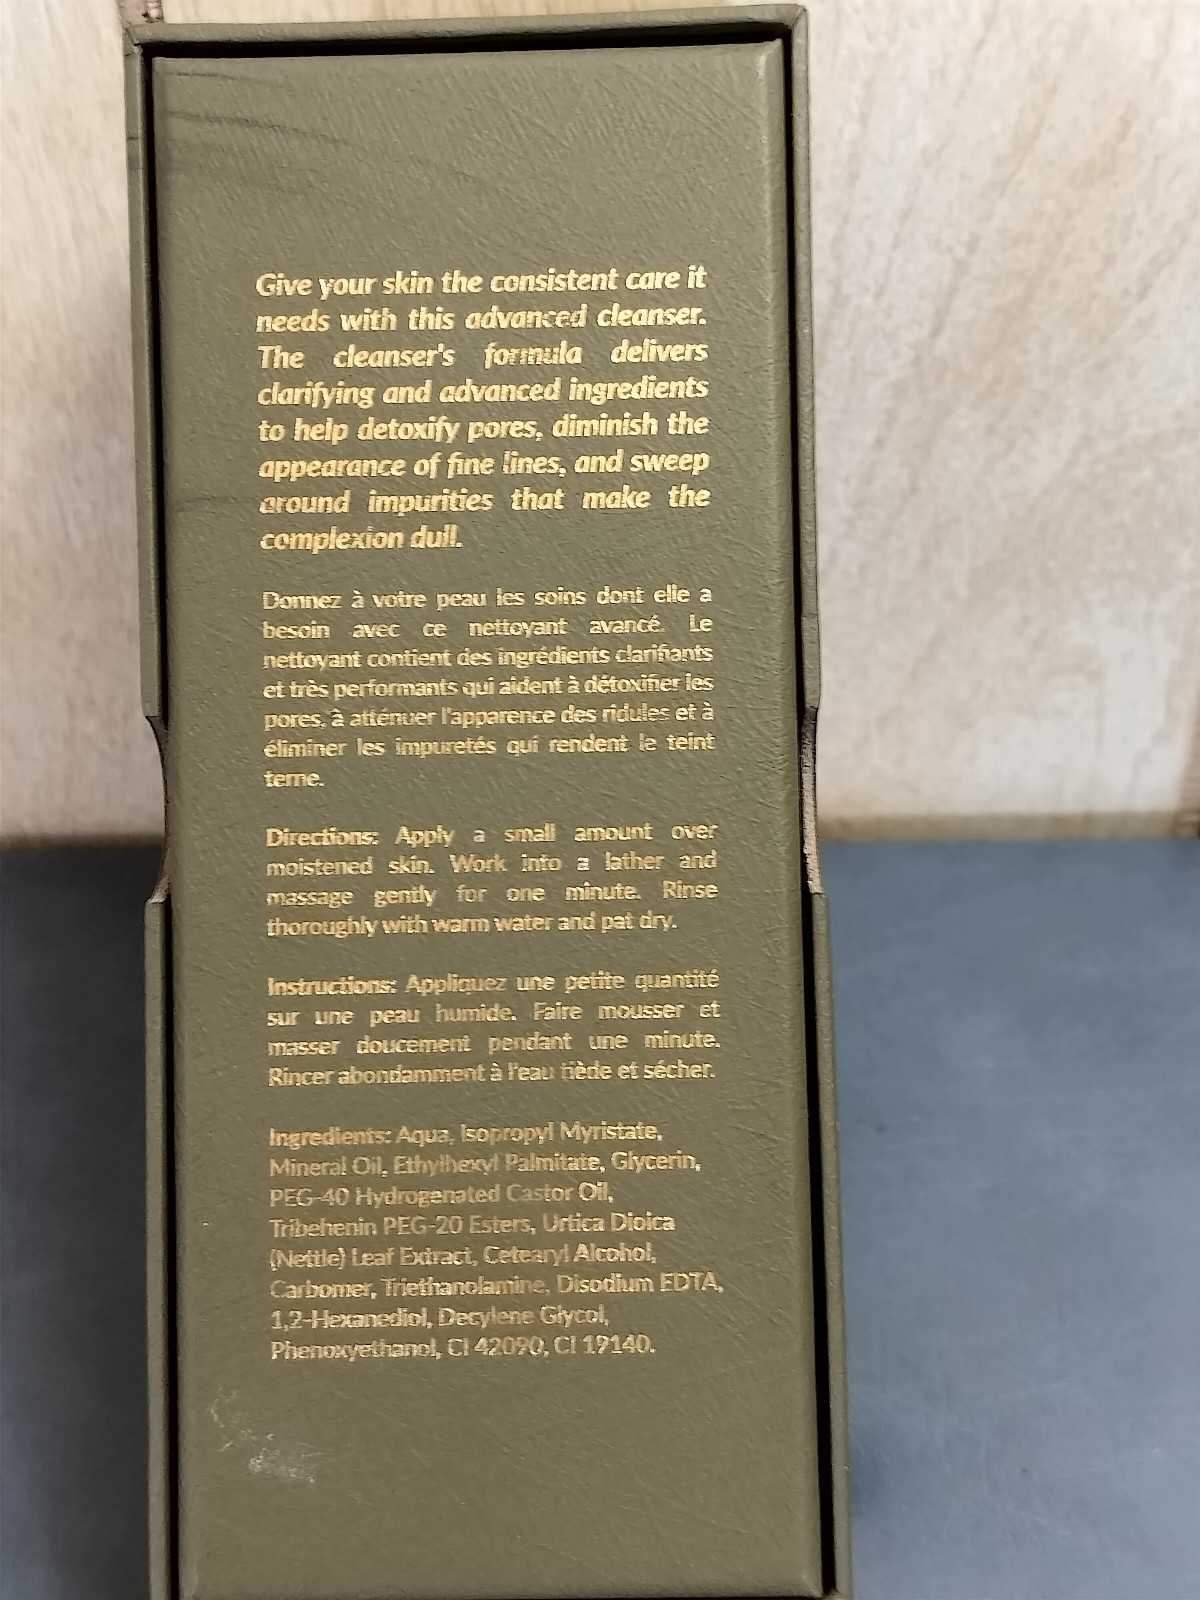 Give your skin the consistent care it
needs with this advanced cleanser.
The cleanser's formula delivers
clarifying and advanced ingredients
to help detoxify pores, diminish the
appearance of fine lines, and sweep
around impurities that make the
complexion dull.
Donnez à votre peau les soins dont elle a
besoin avec ce nettoyant avancé. Le
nettoyant contient des ingrédients clarifiants
et très performants qui aident à détoxifier les
pores, à atténuer l'apparence des ridules et à
éliminer les impuretés qui rendent le teint
terne.
Directions: Apply a small amount over
moistened skin. Work into a lather and
massage gently for one minute. Rinse
thoroughly with warm water and pat dry.
Instructions: Appliquez une petite quantité
sur une peau humide. Faire mousser et
masser doucement pendant une minute.
Rincer abondamment à l'eau tiède et sécher.
Ingredients: Aqua, Isopropyl Myristate,
Mineral Oil, Ethylhexyl Palmitate, Glycerin,
PEG-40 Hydrogenated Castor Oil,
Tribehenin PEG-20 Esters, Urtica Dioica
(Nettle) Leaf Extract, Cetearyl Alcohol,
Carbomer, Triethanolamine, Disodium EDTA,
1,2-Hexanediol, Decylene Glycol,
Phenoxyethanol, CI 42090, CI 19140.